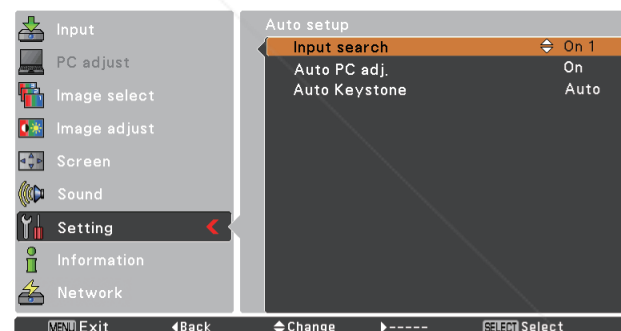 Input
PC adjust
Image select
Image adjust
Screen
Sound
Setting
Information
Network
Auto setup
Input search On 1
Auto PC adj. On
Auto Keystone Auto
MENU Exit Back Change ----- SELECT Select